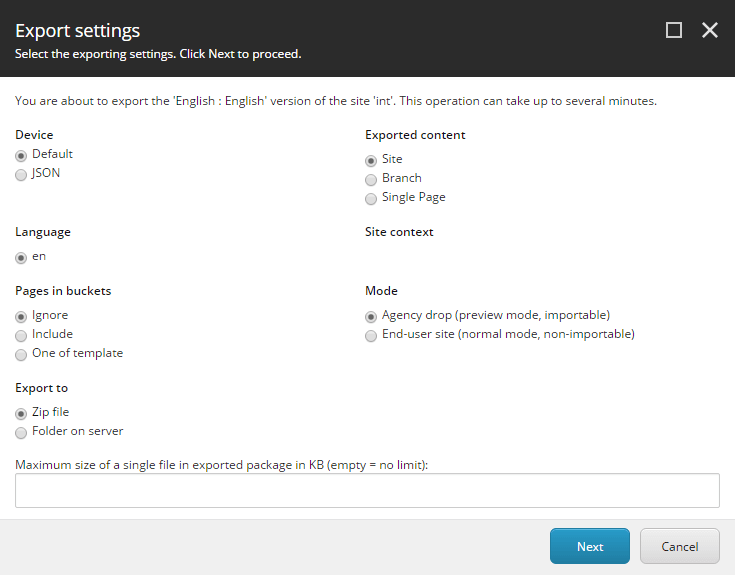 Export settings
Select the exporting settings. Click Next to proceed.
You are about to export the 'English : English' version of the site 'int'. This operation can take up to several minutes.
Device
Default
JSON
Exported content
Site
Branch
Single Page
Language
en
Site context
Pages in buckets
Ignore
Include
One of template
Mode
Agency drop (preview mode, importable)
End-user site (normal mode, non-importable)
Export to
Zip file
Folder on server
Maximum size of a single file in exported package in KB (empty = no limit):
Next
Cancel